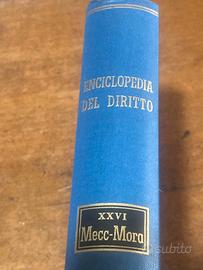 ENCICLOPEDIA
DEL DIRITTO
XXVI
Mecc-Mora
subito